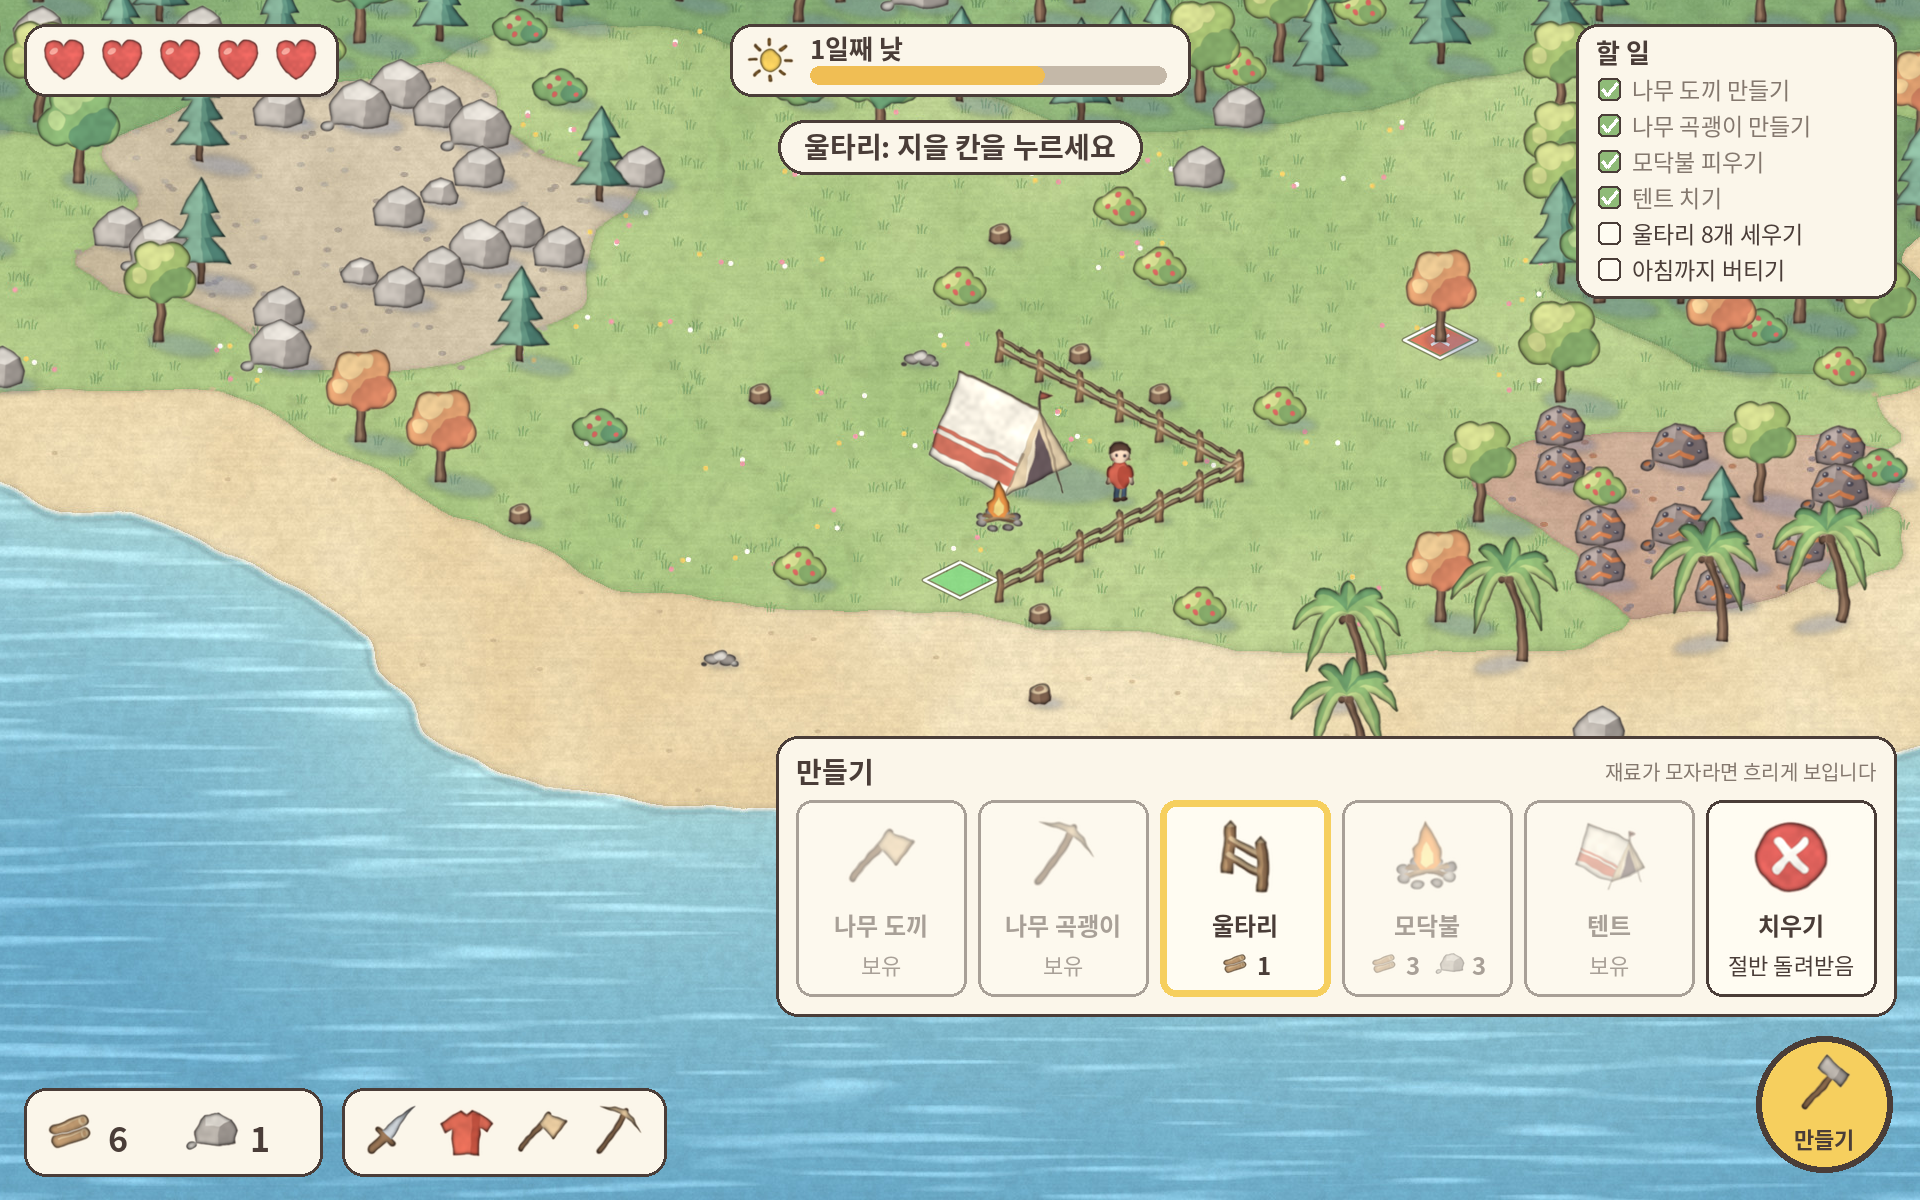 1일째 낮
울타리: 지을 칸을 누르세요
할 일
나무 도끼 만들기
나무 곡괭이 만들기
모닥불 피우기
텐트 치기
울타리 8개 세우기
아침까지 버티기
만들기
재료가 모자라면 흐리게 보입니다
나무 도끼
보유
나무 곡괭이
보유
울타리
1
모닥불
3 3
텐트
보유
치우기
절반 돌려받음
6 1
만들기